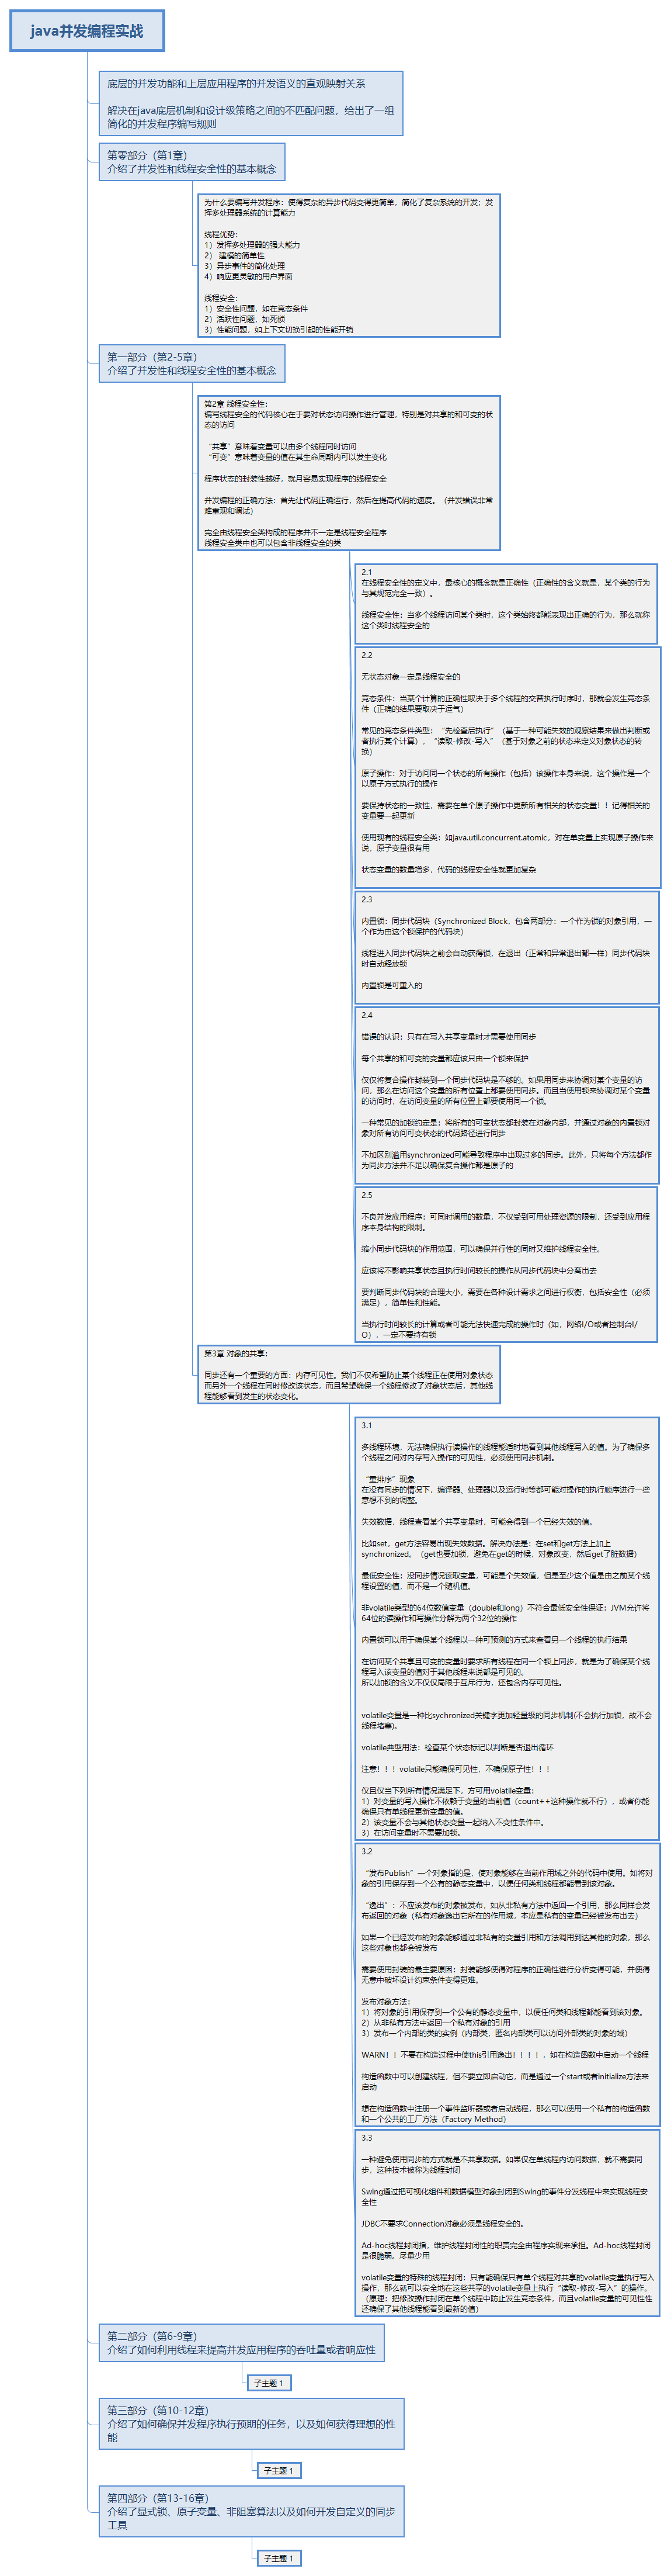 java并发编程实战
底层的并发功能和上层应用程序的并发语义的直观映射关系
解决在java底层机制和设计级策略之间的不匹配问题，给出了一组
简化的并发程序编写规则
第零部分（第1章）
介绍了并发性和线程安全性的基本概念
为什么要编写并发程序：使得复杂的异步代码变得更简单，简化了复杂系统的开发；发
挥多处理器系统的计算能力
线程优势：
1）发挥多处理器的强大能力
2） 建模的简单性
3）异步事件的简化处理
4）响应更灵敏的用户界面
线程安全：
1）安全性问题，如在竞态条件
2）活跃性问题，如死锁
3）性能问题，如上下文切换引起的性能开销
第一部分（第2-5章）
介绍了并发性和线程安全性的基本概念
第2章 线程安全性：
编写线程安全的代码核心在于要对状态访问操作进行管理，特别是对共享的和可变的状
态的访问
“共享”意味着变量可以由多个线程同时访问
“可变”意味着变量的值在其生命周期内可以发生变化
程序状态的封装性越好，就月容易实现程序的线程安全
并发编程的正确方法：首先让代码正确运行，然后在提高代码的速度。（并发错误非常
难重现和调试）
完全由线程安全类构成的程序并不一定是线程安全程序
线程安全类中也可以包含非线程安全的类
2.1
在线程安全性的定义中，最核心的概念就是正确性（正确性的含义就是，某个类的行为
与其规范完全一致）。
线程安全性：当多个线程访问某个类时，这个类始终都能表现出正确的行为，那么就称
这个类时线程安全的
2.2
无状态对象一定是线程安全的
竞态条件：当某个计算的正确性取决于多个线程的交替执行时序时，那就会发生竞态条
件（正确的结果要取决于运气）
常见的竞态条件类型：“先检查后执行”（基于一种可能失效的观察结果来做出判断或
者执行某个计算），“读取-修改-写入”（基于对象之前的状态来定义对象状态的转
换）
原子操作：对于访问同一个状态的所有操作（包括）该操作本身来说，这个操作是一个
以原子方式执行的操作
要保持状态的一致性，需要在单个原子操作中更新所有相关的状态变量！！记得相关的
变量要一起更新
使用现有的线程安全类：如java.util.concurrent.atomic，对在单变量上实现原子操作来
说，原子变量很有用
状态变量的数量增多，代码的线程安全性就更加复杂
2.3
内置锁：同步代码块（Synchronized Block，包含两部分：一个作为锁的对象引用，一
个作为由这个锁保护的代码块）
线程进入同步代码块之前会自动获得锁，在退出（正常和异常退出都一样）同步代码块
时自动释放锁
内置锁是可重入的
2.4
错误的认识：只有在写入共享变量时才需要使用同步
每个共享的和可变的变量都应该只由一个锁来保护
仅仅将复合操作封装到一个同步代码块是不够的。如果用同步来协调对某个变量的访
问，那么在访问这个变量的所有位置上都要使用同步。而且当使用锁来协调对某个变量
的访问时，在访问变量的所有位置上都要使用同一个锁。
一种常见的加锁约定是：将所有的可变状态都封装在对象内部，并通过对象的内置锁对
象对所有访问可变状态的代码路径进行同步
不加区别滥用synchronized可能导致程序中出现过多的同步。此外，只将每个方法都作
为同步方法并不足以确保复合操作都是原子的
2.5
不良并发应用程序：可同时调用的数量，不仅受到可用处理资源的限制，还受到应用程
序本身结构的限制。
缩小同步代码块的作用范围，可以确保并行性的同时又维护线程安全性。
应该将不影响共享状态且执行时间较长的操作从同步代码块中分离出去
要判断同步代码块的合理大小，需要在各种设计需求之间进行权衡，包括安全性（必须
满足），简单性和性能。
当执行时间较长的计算或者可能无法快速完成的操作时（如，网络I/O或者控制台I/
O），一定不要持有锁
第3章 对象的共享：
同步还有一个重要的方面：内存可见性。我们不仅希望防止某个线程正在使用对象状态
而另外一个线程在同时修改该状态，而且希望确保一个线程修改了对象状态后，其他线
程能够看到发生的状态变化。
3.1
多线程环境，无法确保执行读操作的线程能适时地看到其他线程写入的值。为了确保多
个线程之间对内存写入操作的可见性，必须使用同步机制。
“重排序”现象
在没有同步的情况下，编译器、处理器以及运行时等都可能对操作的执行顺序进行一些
意想不到的调整。
失效数据，线程查看某个共享变量时，可能会得到一个已经失效的值。
比如set，get方法容易出现失效数据。解决办法是：在set和get方法上加上
synchronized。（get也要加锁，避免在get的时候，对象改变，然后get了脏数据）
最低安全性：没同步情况读取变量，可能是个失效值，但是至少这个值是由之前某个线
程设置的值，而不是一个随机值。
非volatile类型的64位数值变量（double和long）不符合最低安全性保证：JVM允许将
64位的读操作和写操作分解为两个32位的操作
内置锁可以用于确保某个线程以一种可预测的方式来查看另一个线程的执行结果
在访问某个共享且可变的变量时要求所有线程在同一个锁上同步，就是为了确保某个线
程写入该变量的值对于其他线程来说都是可见的。
所以加锁的含义不仅仅局限于互斥行为，还包含内存可见性。
volatile变量是一种比sychronized关键字更加轻量级的同步机制(不会执行加锁，故不会
线程堵塞)。
volatile典型用法：检查某个状态标记以判断是否退出循环
注意！！！volatile只能确保可见性，不确保原子性！！！
仅且仅当下列所有情况满足下，方可用volatile变量：
1）对变量的写入操作不依赖于变量的当前值（count++这种操作就不行），或者你能
确保只有单线程更新变量的值。
2）该变量不会与其他状态变量一起纳入不变性条件中。
3）在访问变量时不需要加锁。
3.2
“发布Publish”一个对象指的是，使对象能够在当前作用域之外的代码中使用。如将对
象的引用保存到一个公有的静态变量中，以便任何类和线程都能看到该对象。
“逸出”：不应该发布的对象被发布，如从非私有方法中返回一个引用，那么同样会发
布返回的对象（私有对象逸出它所在的作用域，本应是私有的变量已经被发布出去）
如果一个已经发布的对象能够通过非私有的变量引用和方法调用到达其他的对象，那么
这些对象也都会被发布
需要使用封装的最主要原因：封装能够使得对程序的正确性进行分析变得可能，并使得
无意中破坏设计约束条件变得更难。
发布对象方法：
1）将对象的引用保存到一个公有的静态变量中，以便任何类和线程都能看到该对象。
2）从非私有方法中返回一个私有对象的引用
3）发布一个内部的类的实例（内部类，匿名内部类可以访问外部类的对象的域）
WARN！！不要在构造过程中使this引用逸出！！！！，如在构造函数中启动一个线程
构造函数中可以创建线程，但不要立即启动它，而是通过一个start或者initialize方法来
启动
想在构造函数中注册一个事件监听器或者启动线程，那么可以使用一个私有的构造函数
和一个公共的工厂方法（Factory Method）
3.3
一种避免使用同步的方式就是不共享数据。如果仅在单线程内访问数据，就不需要同
步，这种技术被称为线程封闭
Swing通过把可视化组件和数据模型对象封闭到Swing的事件分发线程中来实现线程安
全性
JDBC不要求Connection对象必须是线程安全的。
Ad-hoc线程封闭指，维护线程封闭性的职责完全由程序实现来承担。Ad-hoc线程封闭
是很脆弱。尽量少用
volatile变量的特殊的线程封闭：只有能确保只有单个线程对共享的volatile变量执行写入
操作，那么就可以安全地在这些共享的volatile变量上执行“读取-修改-写入”的操作。
（原理：把修改操作封闭在单个线程中防止发生竞态条件，而且volatile变量的可见性性
还确保了其他线程能看到最新的值）
第二部分（第6-9章）
介绍了如何利用线程来提高并发应用程序的吞吐量或者响应性
子主题 1
第三部分（第10-12章）
介绍了如何确保并发程序执行预期的任务，以及如何获得理想的性
能
子主题 1
第四部分（第13-16章）
介绍了显式锁、原子变量、非阻塞算法以及如何开发自定义的同步
工具
子主题 1